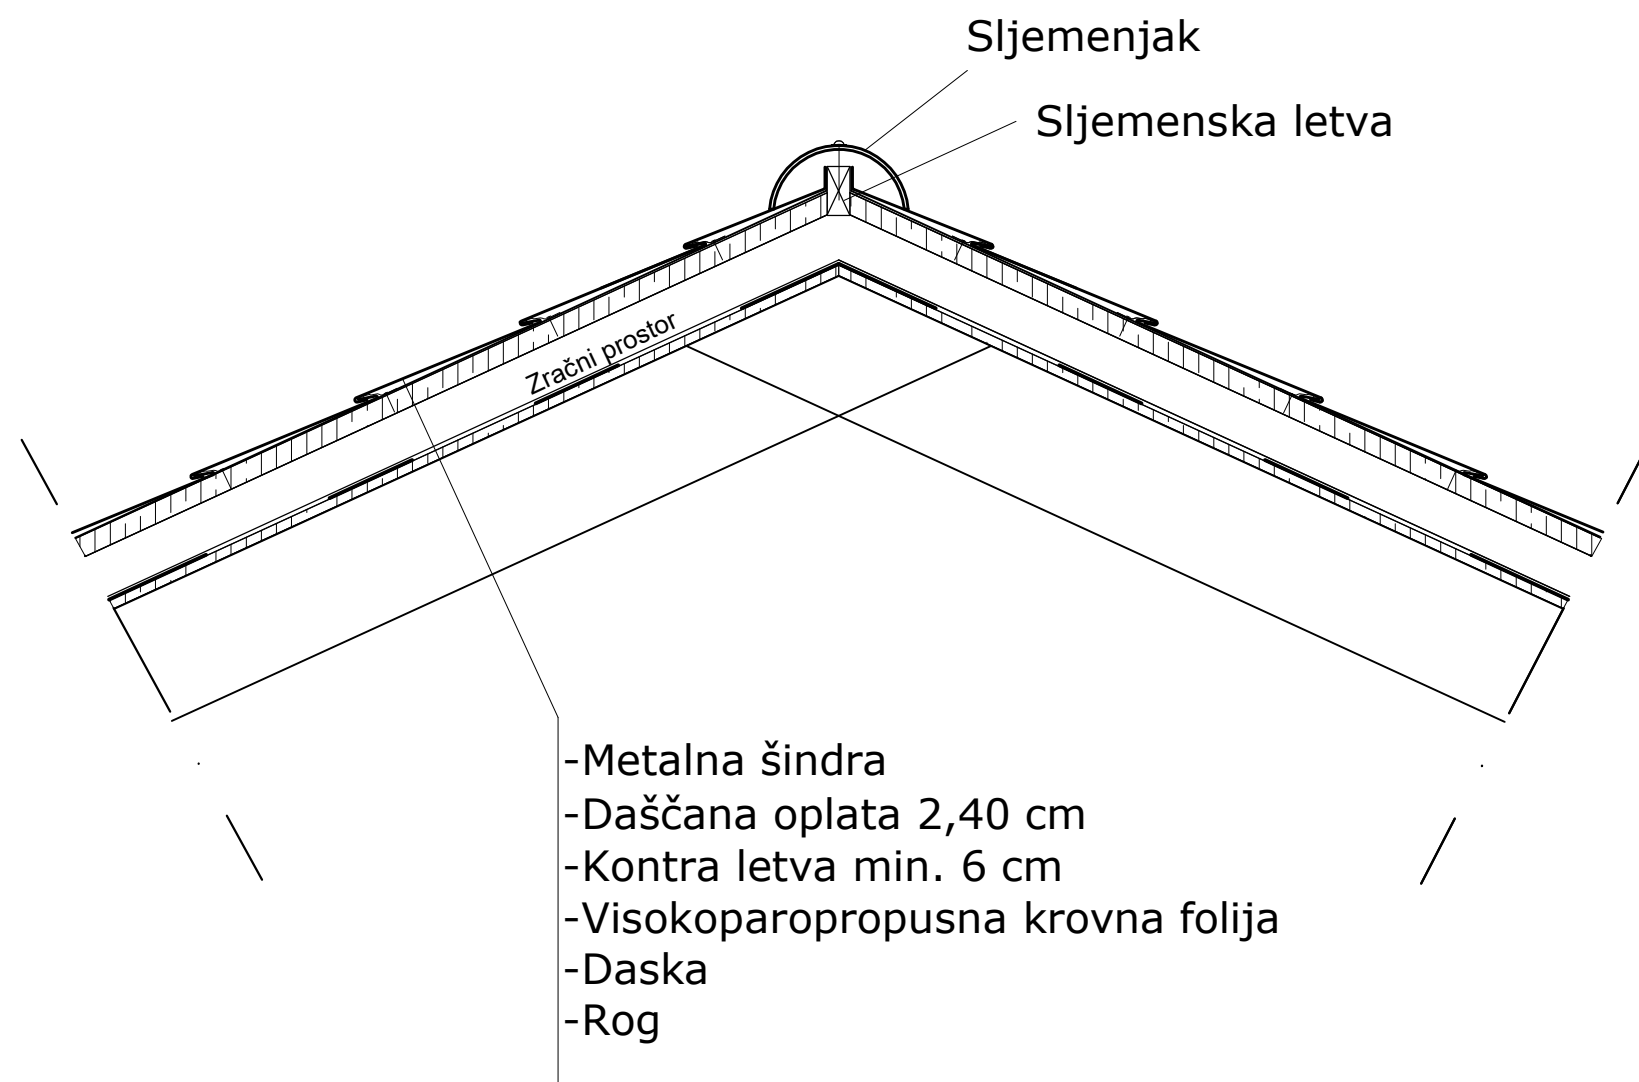 Sljemenjak
Sljemenska letva
Zračni prostor
-Metalna šindra
-Daščana oplata 2,40 cm
-Kontra letva min. 6 cm
-Visokoparopropusna krovna folija
-Daska
-Rog